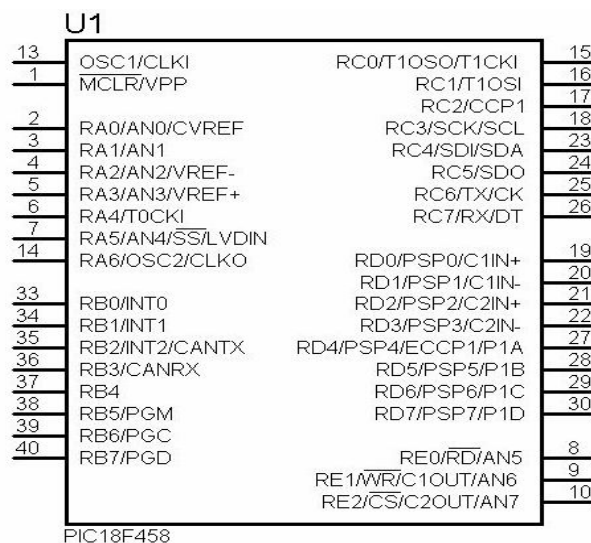 U1
13 OSC1/CLKI
1 MCLR/VPP
2 RA0/AN0/CVREF
3 RA1/AN1
4 RA2/AN2/VREF-
5 RA3/AN3/VREF+
6 RA4/T0CKI
7 RA5/AN4/SS/LVDIN
14 RA6/OSC2/CLKO
33 RB0/INT0
34 RB1/INT1
35 RB2/INT2/CANTX
36 RB3/CANRX
37 RB4
38 RB5/PGM
39 RB6/PGC
40 RB7/PGD
RC0/T1OSO/T1CKI 15
RC1/T1OSI 16
RC2/CCP1 17
RC3/SCK/SCL 18
RC4/SDI/SDA 23
RC5/SDO 24
RC6/TX/CK 25
RC7/RX/DT 26
RD0/PSP0/C1IN+ 19
RD1/PSP1/C1IN- 20
RD2/PSP2/C2IN+ 21
RD3/PSP3/C2IN- 22
RD4/PSP4/ECCP1/P1A 27
RD5/PSP5/P1B 28
RD6/PSP6/P1C 29
RD7/PSP7/P1D 30
RE0/RD/AN5 8
RE1/WR/C1OUT/AN6 9
RE2/CS/C2OUT/AN7 10
PIC18F458